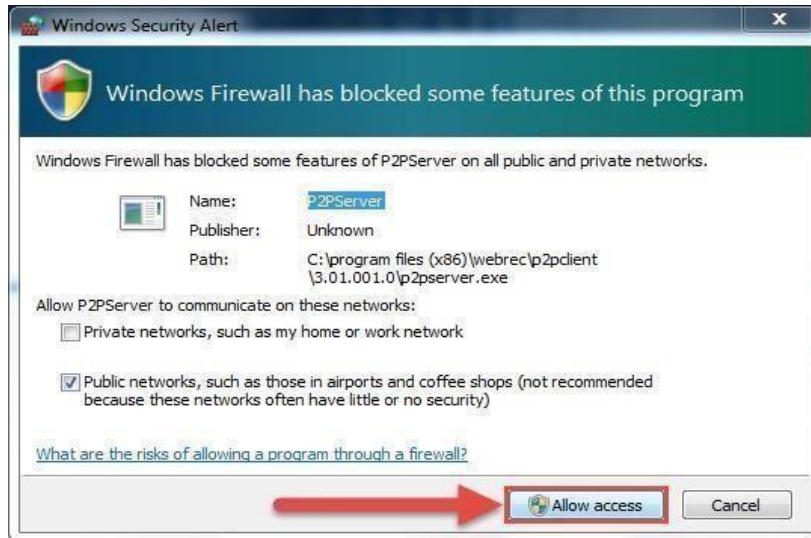 Windows Security Alert
x
Windows Firewall has blocked some features of this program
Windows Firewall has blocked some features of P2PServer on all public and private networks.
Name: P2PServer
Publisher: Unknown
Path: C:\program files (x86)\webrec\p2pclient
\3.01.001.0\p2pserver.exe
Allow P2PServer to communicate on these networks:
Private networks, such as my home or work network
Public networks, such as those in airports and coffee shops (not recommended
because these networks often have little or no security)
What are the risks of allowing a program through a firewall?
Allow access Cancel